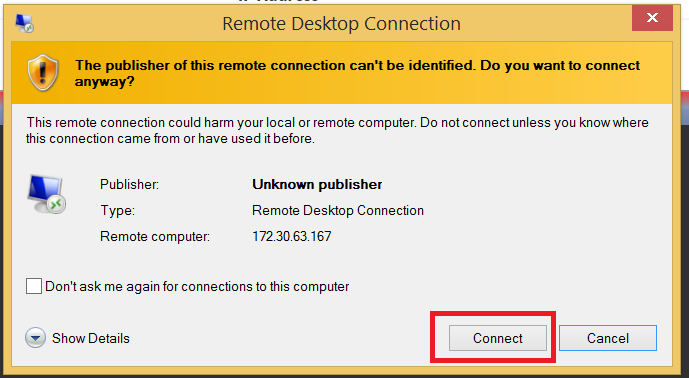 Remote Desktop Connection
The publisher of this remote connection can't be identified. Do you want to connect
anyway?
This remote connection could harm your local or remote computer. Do not connect unless you know where
this connection came from or have used it before.
Publisher: Unknown publisher
Type: Remote Desktop Connection
Remote computer: 172.30.63.167
Don't ask me again for connections to this computer
Show Details Connect Cancel